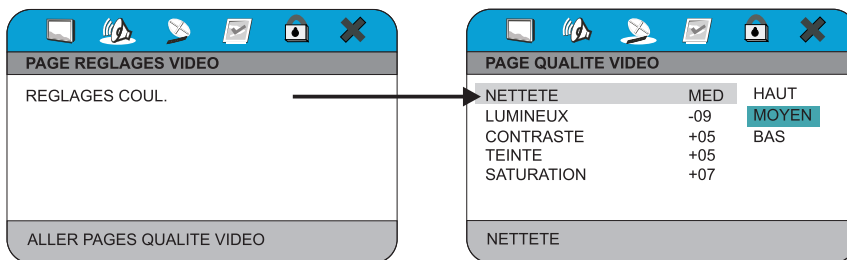 PAGE REGLAGES VIDEO
REGLAGES COUL.
ALLER PAGES QUALITE VIDEO
PAGE QUALITE VIDEO
NETTETE MED HAUT
LUMINEUX -09 MOYEN
CONTRASTE +05 BAS
TEINTE +05
SATURATION +07
NETTETE